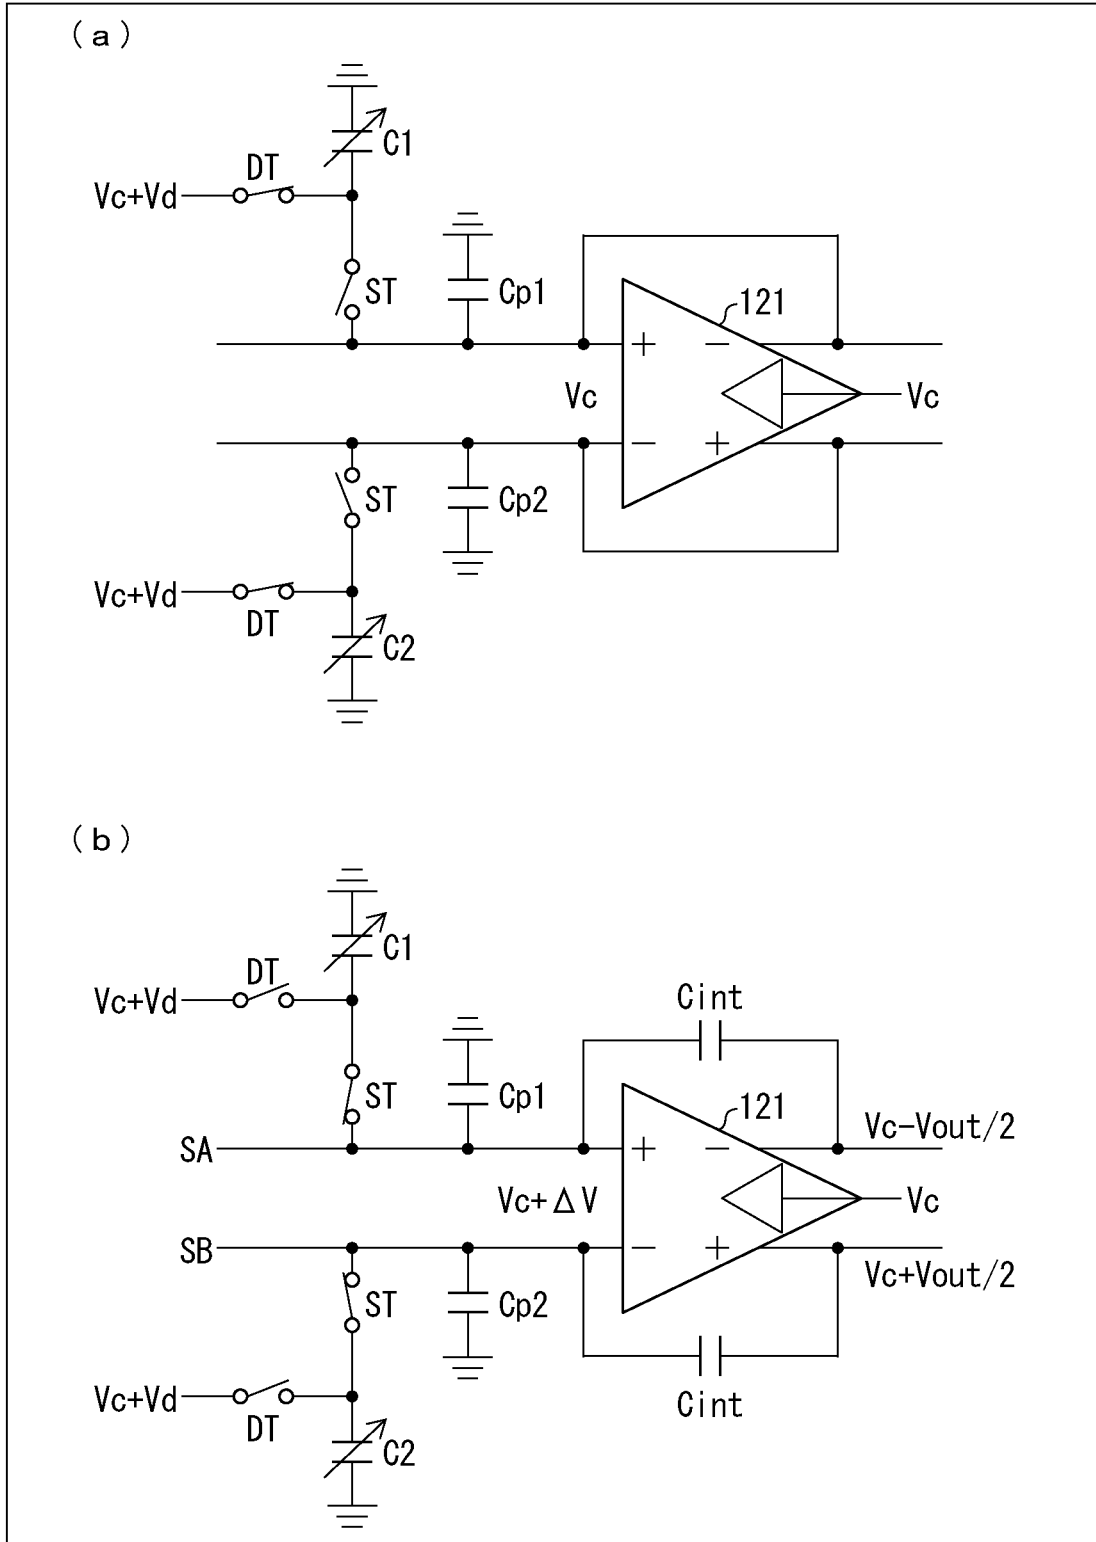 (a)
C1
DT
Vc+Vd
ST
Cp1
121
+ −
Vc
Vc
− +
ST
Cp2
Vc+Vd
DT
C2
(b)
C1
DT
Vc+Vd
Cint
ST
Cp1
121
SA
+ −
Vc-Vout/2
Vc+ΔV
Vc
SB
− +
Vc+Vout/2
ST
Cp2
Vc+Vd
DT
Cint
C2